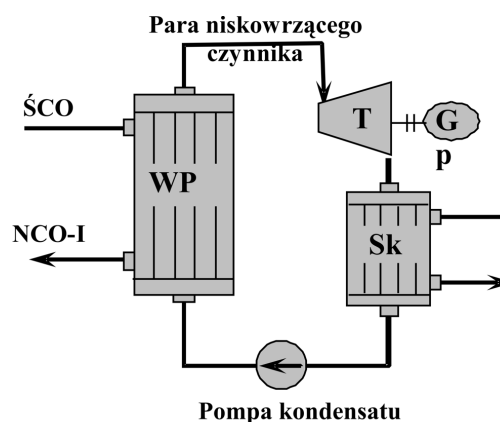 Para niskowrzącego
czynnika
ŚCO
T
G
p
WP
NCO-I
Sk
Pompa kondensatu